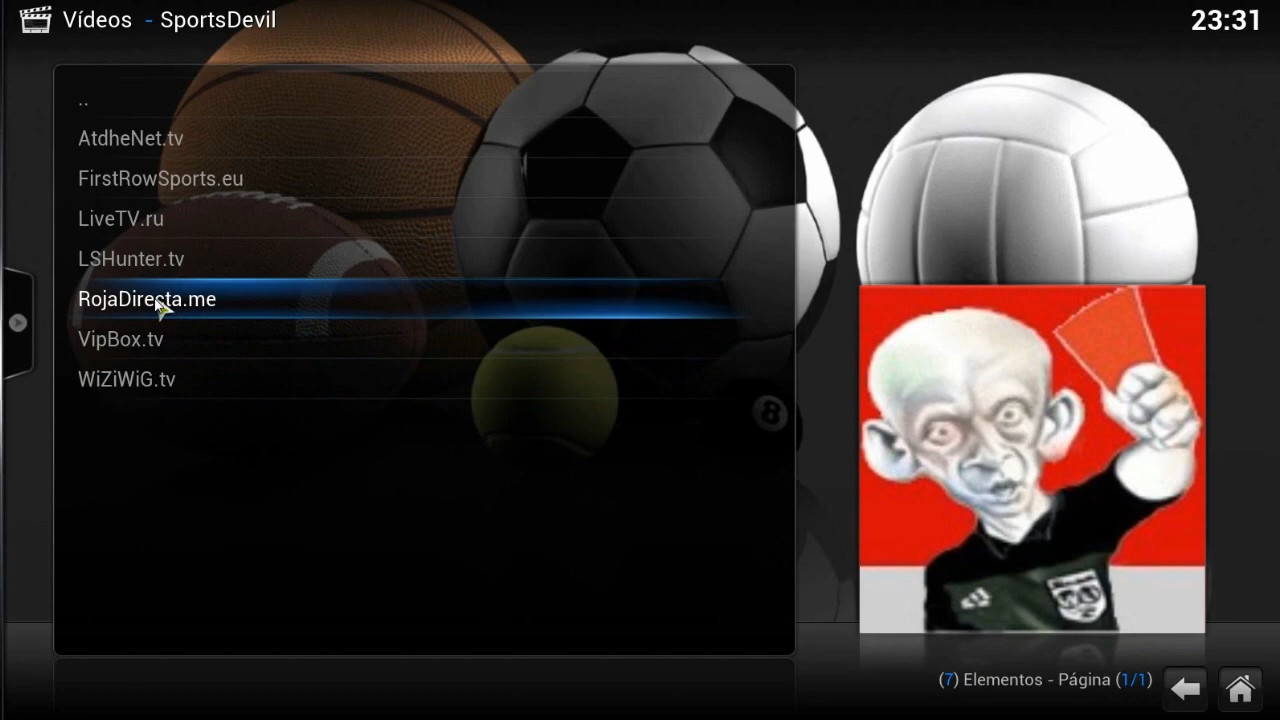 Vídeos - SportsDevil
23:31
..
AtdheNet.tv
FirstRowSports.eu
LiveTV.ru
LSHunter.tv
RojaDirecta.me
VipBox.tv
WiZiWiG.tv
8
(7) Elementos - Página (1/1)